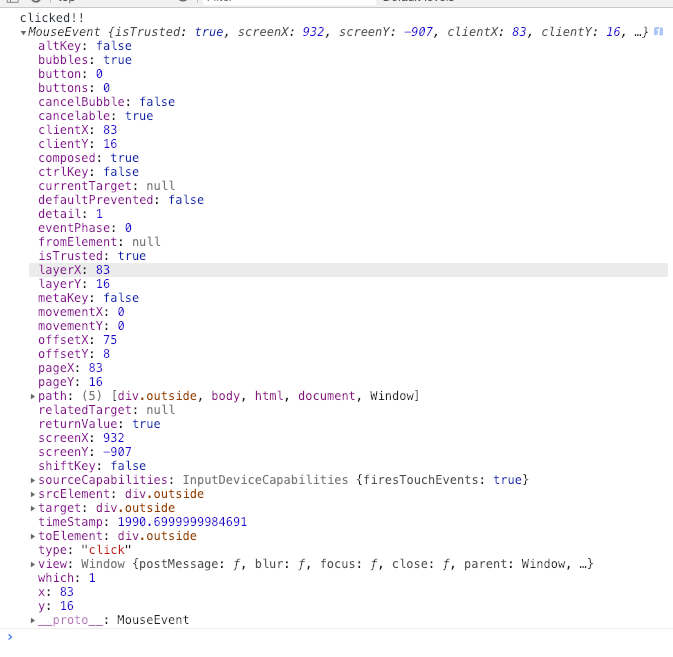 clicked!!
▼MouseEvent {isTrusted: true, screenX: 932, screenY: -907, clientX: 83, clientY: 16, …}
altKey: false
bubbles: true
button: 0
buttons: 0
cancelBubble: false
cancelable: true
clientX: 83
clientY: 16
composed: true
ctrlKey: false
currentTarget: null
defaultPrevented: false
detail: 1
eventPhase: 0
fromElement: null
isTrusted: true
layerX: 83
layerY: 16
metaKey: false
movementX: 0
movementY: 0
offsetX: 75
offsetY: 8
pageX: 83
pageY: 16
▶path: (5) [div.outside, body, html, document, Window]
relatedTarget: null
returnValue: true
screenX: 932
screenY: -907
shiftKey: false
▶sourceCapabilities: InputDeviceCapabilities {firesTouchEvents: true}
▶srcElement: div.outside
▶target: div.outside
timeStamp: 1990.6999999984691
▶toElement: div.outside
type: "click"
▶view: Window {postMessage: ƒ, blur: ƒ, focus: ƒ, close: ƒ, parent: Window, …}
which: 1
x: 83
y: 16
▶__proto__: MouseEvent
>